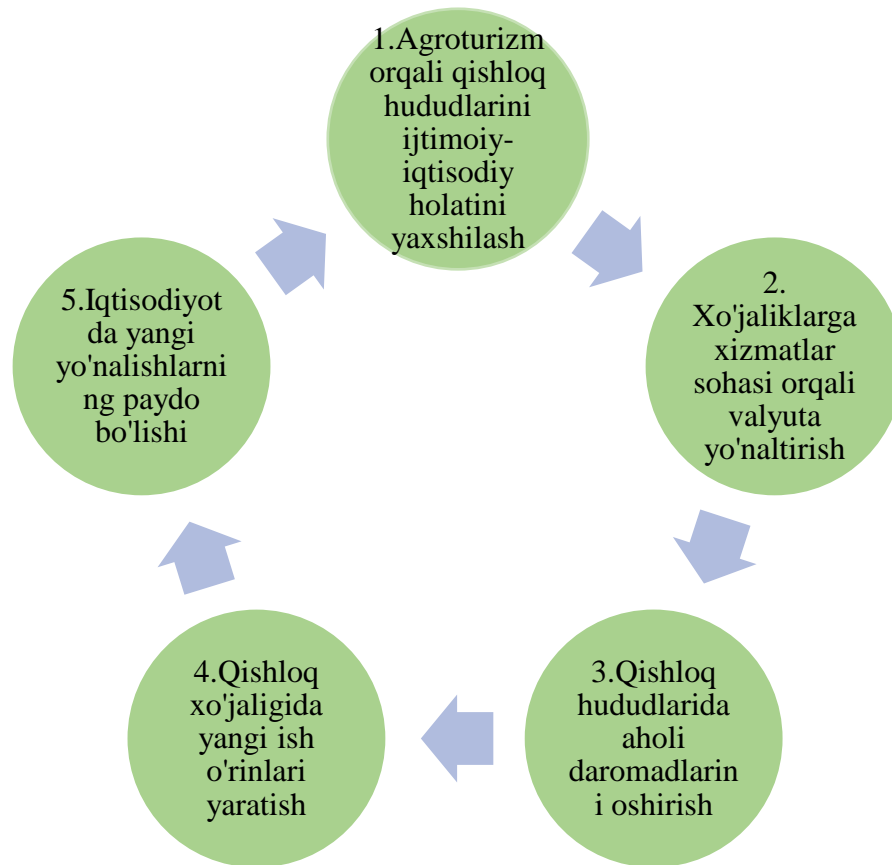 1.Agroturizm
orqali qishloq
hududlarini
ijtimoiy-
iqtisodiy
holatini
yaxshilash
2.
Xo'jaliklarga
xizmatlar
sohasi orqali
valyuta
yo'naltirish
3.Qishloq
hududlarida
aholi
daromadlarin
i oshirish
4.Qishloq
xo'jaligida
yangi ish
o'rinlari
yaratish
5.Iqtisodiyot
da yangi
yo'nalishlarni
ng paydo
bo'lishi